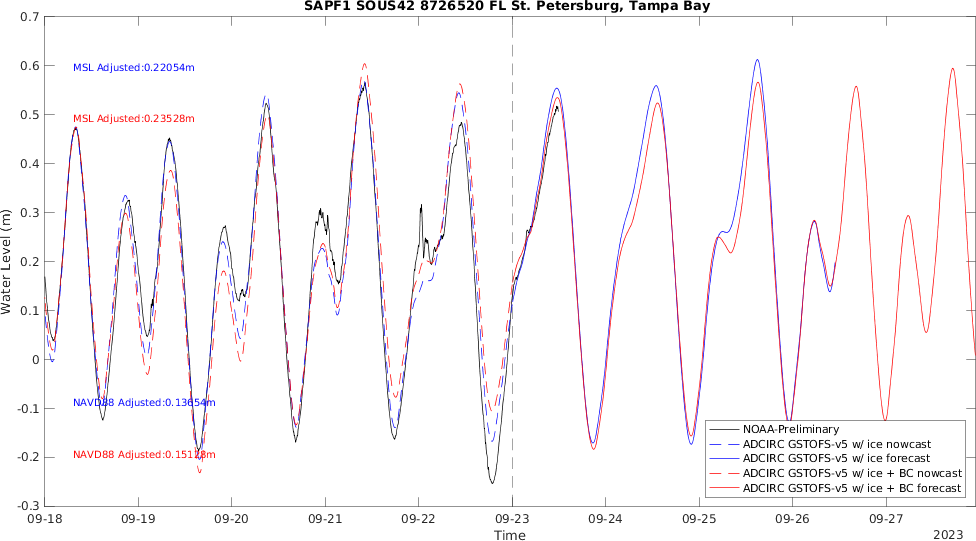 SAPF1 SOUS42 8726520 FL St. Petersburg, Tampa Bay
0.7
0.6
0.5
0.4
0.3
0.2
0.1
0
-0.1
-0.2
-0.3
Water Level (m)
MSL Adjusted:0.22054m
MSL Adjusted:0.23528m
NAVD88 Adjusted:0.13654m
NAVD88 Adjusted:0.15128m
NOAA-Preliminary
ADCIRC GSTOFS-v5 w/ ice nowcast
ADCIRC GSTOFS-v5 w/ ice forecast
ADCIRC GSTOFS-v5 w/ ice + BC nowcast
ADCIRC GSTOFS-v5 w/ ice + BC forecast
09-18 09-19 09-20 09-21 09-22 09-23 09-24 09-25 09-26 09-27
Time
2023